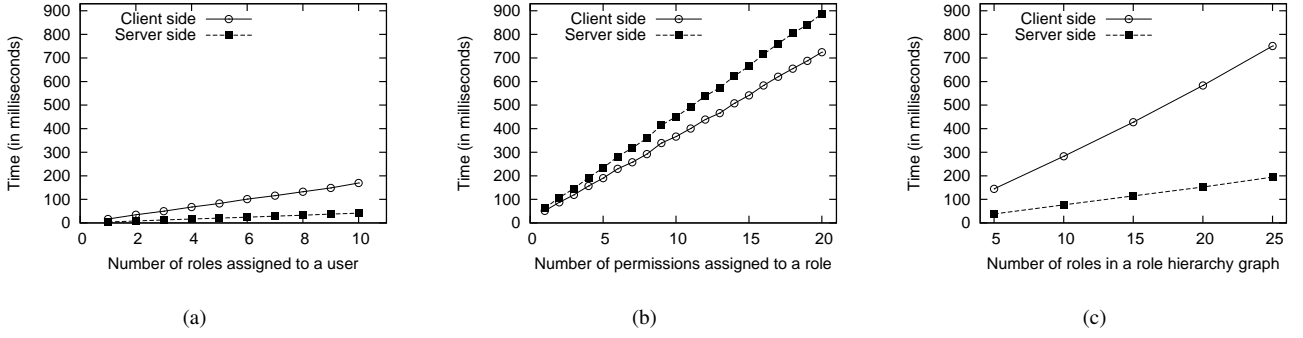 Client side
Server side
900
800
700
600
500
400
300
200
100
0
0 2 4 6 8 10
Time (in milliseconds)
Number of roles assigned to a user
(a)
Client side
Server side
900
800
700
600
500
400
300
200
100
0
0 5 10 15 20
Time (in milliseconds)
Number of permissions assigned to a role
(b)
Client side
Server side
900
800
700
600
500
400
300
200
100
0
5 10 15 20 25
Time (in milliseconds)
Number of roles in a role hierarchy graph
(c)